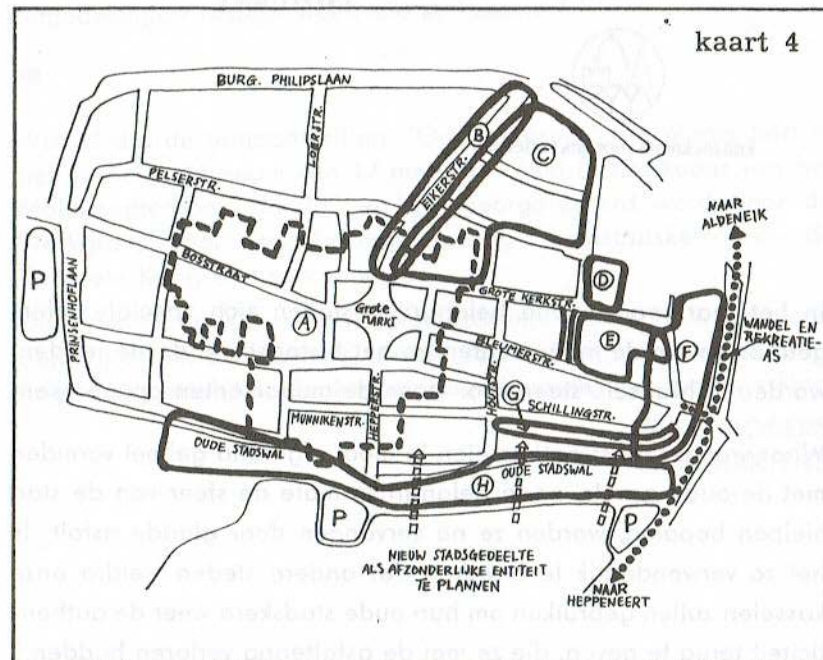 kaart 4
BURG. PHILIPSLAAN
LOERSTR.
B
C
EIKERSTR.
PELSERSTR.
NAAR
ALDENEIK
BOSSTRAAT
P
PRINSENHOFLAAN
A
Grote
MARKT
GROTE KERKSTR.
D
E
F
WANDEL EN
REKREATIE-
AS
BLEUMERSTR.
G
SCHILLINGSTR.
MUNNIKENSTR.
OUDE STADSWAL
OUDE STADSWAL
H
P
P
NIEUW STADSGEDEELTE
ALS AFZONDERLIJKE ENTITEIT
TE PLANNEN
NAAR
HEPPENEERT